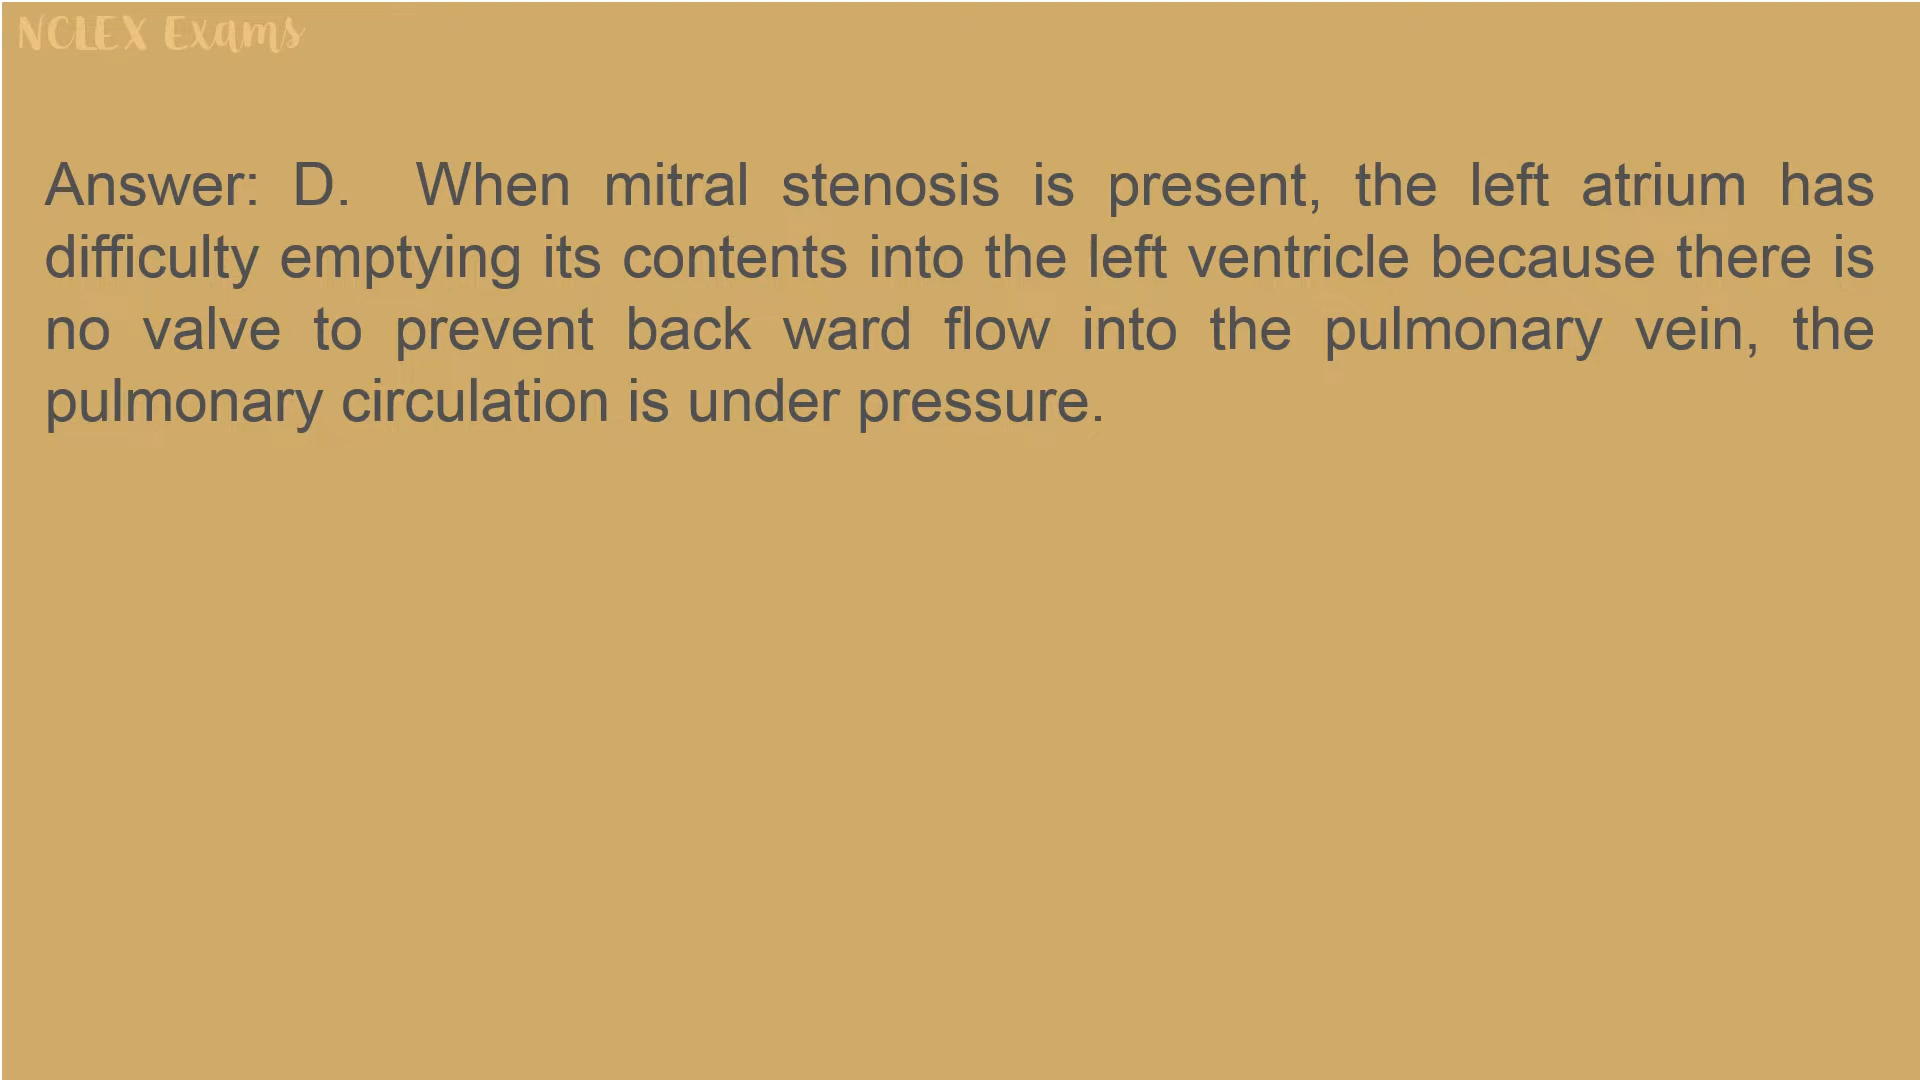 NCLEX Exams
Answer: D. When mitral stenosis is present, the left atrium has
difficulty emptying its contents into the left ventricle because there is
no valve to prevent back ward flow into the pulmonary vein, the
pulmonary circulation is under pressure.